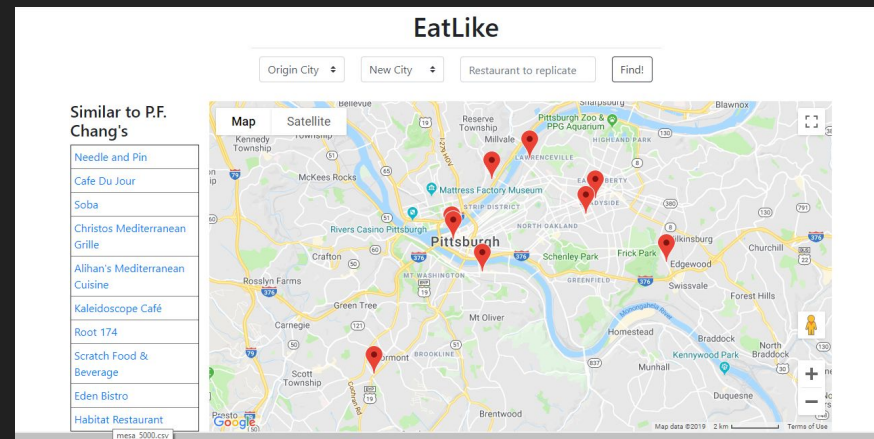 EatLike
Origin City
New City
Restaurant to replicate
Find!
Similar to P.F.
Chang's
Needle and Pin
Cafe Du Jour
Soba
Christos Mediterranean
Grille
Alihan's Mediterranean
Cuisine
Kaleidoscope Café
Root 174
Scratch Food &
Beverage
Eden Bistro
Habitat Restaurant
mesa_5000.csv
Map
Satellite
Bellevue
Reserve
Township
Sharpsburg
Blawnox
Pittsburgh Zoo &
PPG Aquarium
Kennedy
Township
Millvale
HIGHLAND PARK
LAWRENCEVILLE
McKees Rocks
Mattress Factory Museum
STRIP DISTRICT
Rivers Casino Pittsburgh
NORTH OAKLAND
Pittsburgh
Crafton
Schenley Park
Frick Park
Churchill
Edgewood
MT WASHINGTON
GREENFIELD
Swissvale
Rosslyn Farms
Forest Hills
Green Tree
Mt Oliver
Monongahela River
Carnegie
Homestead
Braddock
BROOKLINE
North
Braddock
Kennywood Park
Munhall
Scott
Township
Cochran Rd
Duquesne
Brentwood
Google
Map data ©2019
2 km
Terms of Use